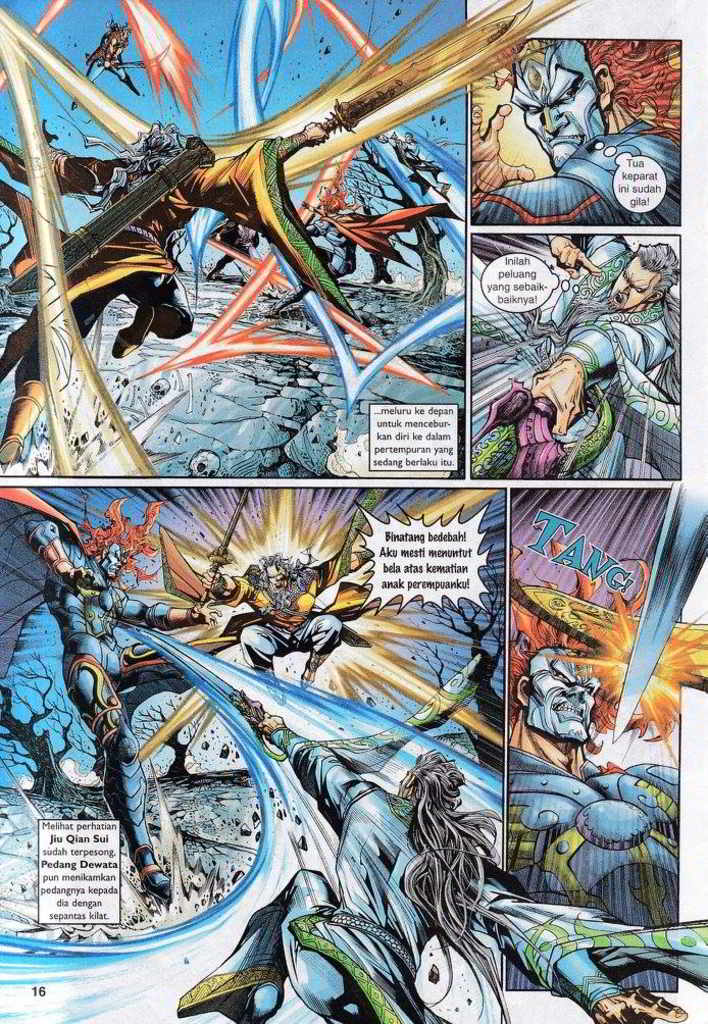 ...meluru ke depan
untuk mencebur-
kan diri ke dalam
pertempuran yang
sedang berlaku itu.
Tua
keparat
ini sudah
gila!
Inilah
peluang
yang sebaik-
baiknya!
Binatang bedebah!
Aku mesti menuntut
bela atas kematian
anak perempuanku!
Melihat perhatian
Jiu Qian Sui
sudah terpesong,
Pedang Dewata
pun menikamkan
pedangnya kepada
dia dengan
sepantas kilat.
TANG
16